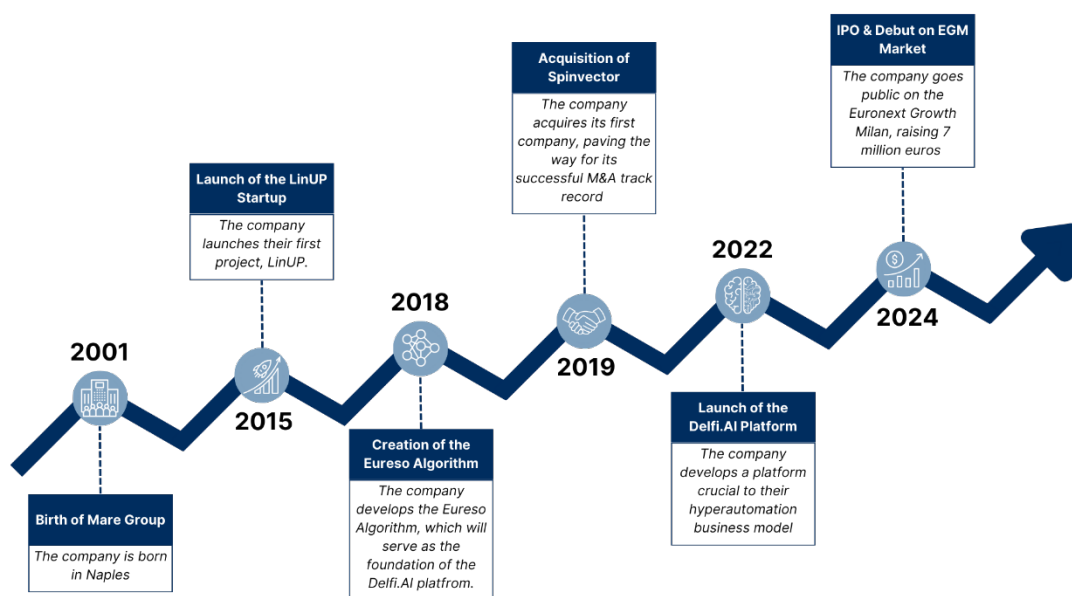 2001
Birth of Mare Group
The company is born
in Naples
Launch of the LinUP
Startup
The company
launches their first
project, LinUP.
2015
2018
Creation of the
Eureso Algorithm
The company
develops the Eureso
Algorithm, which will
serve as the
foundation of the
Delfi.AI platfrom.
Acquisition of
Spinvector
The company
acquires its first
company, paving the
way for its
successful M&A track
record
2019
2022
Launch of the
Delfi.AI Platform
The company
develops a platform
crucial to their
hyperautomation
business model
IPO & Debut on EGM
Market
The company goes
public on the
Euronext Growth
Milan, raising 7
million euros
$
2024